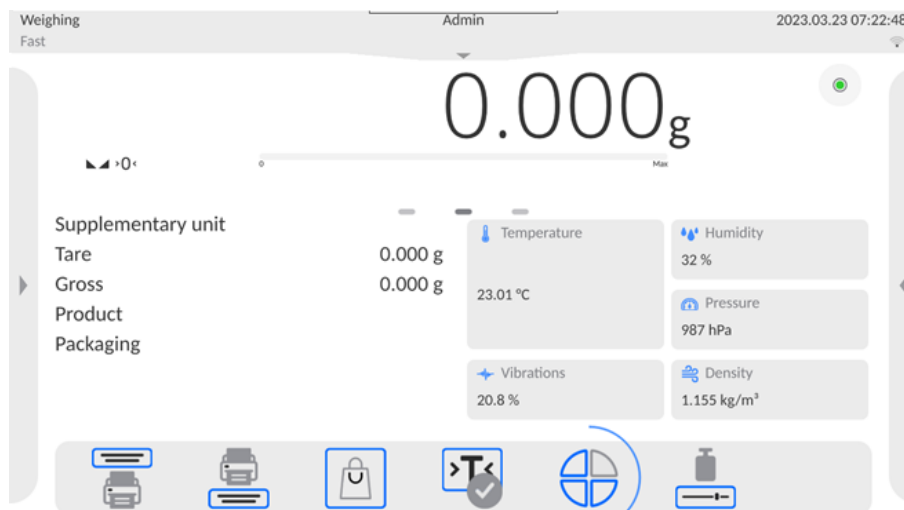 Weighing Admin 2023.03.23 07:22:48
Fast
0.000 g
>0<
0 Max
Supplementary unit
Tare 0.000 g
Gross 0.000 g
Product
Packaging
Temperature
23.01 °C
Humidity
32 %
Pressure
987 hPa
Vibrations
20.8 %
Density
1.155 kg/m³
>T<